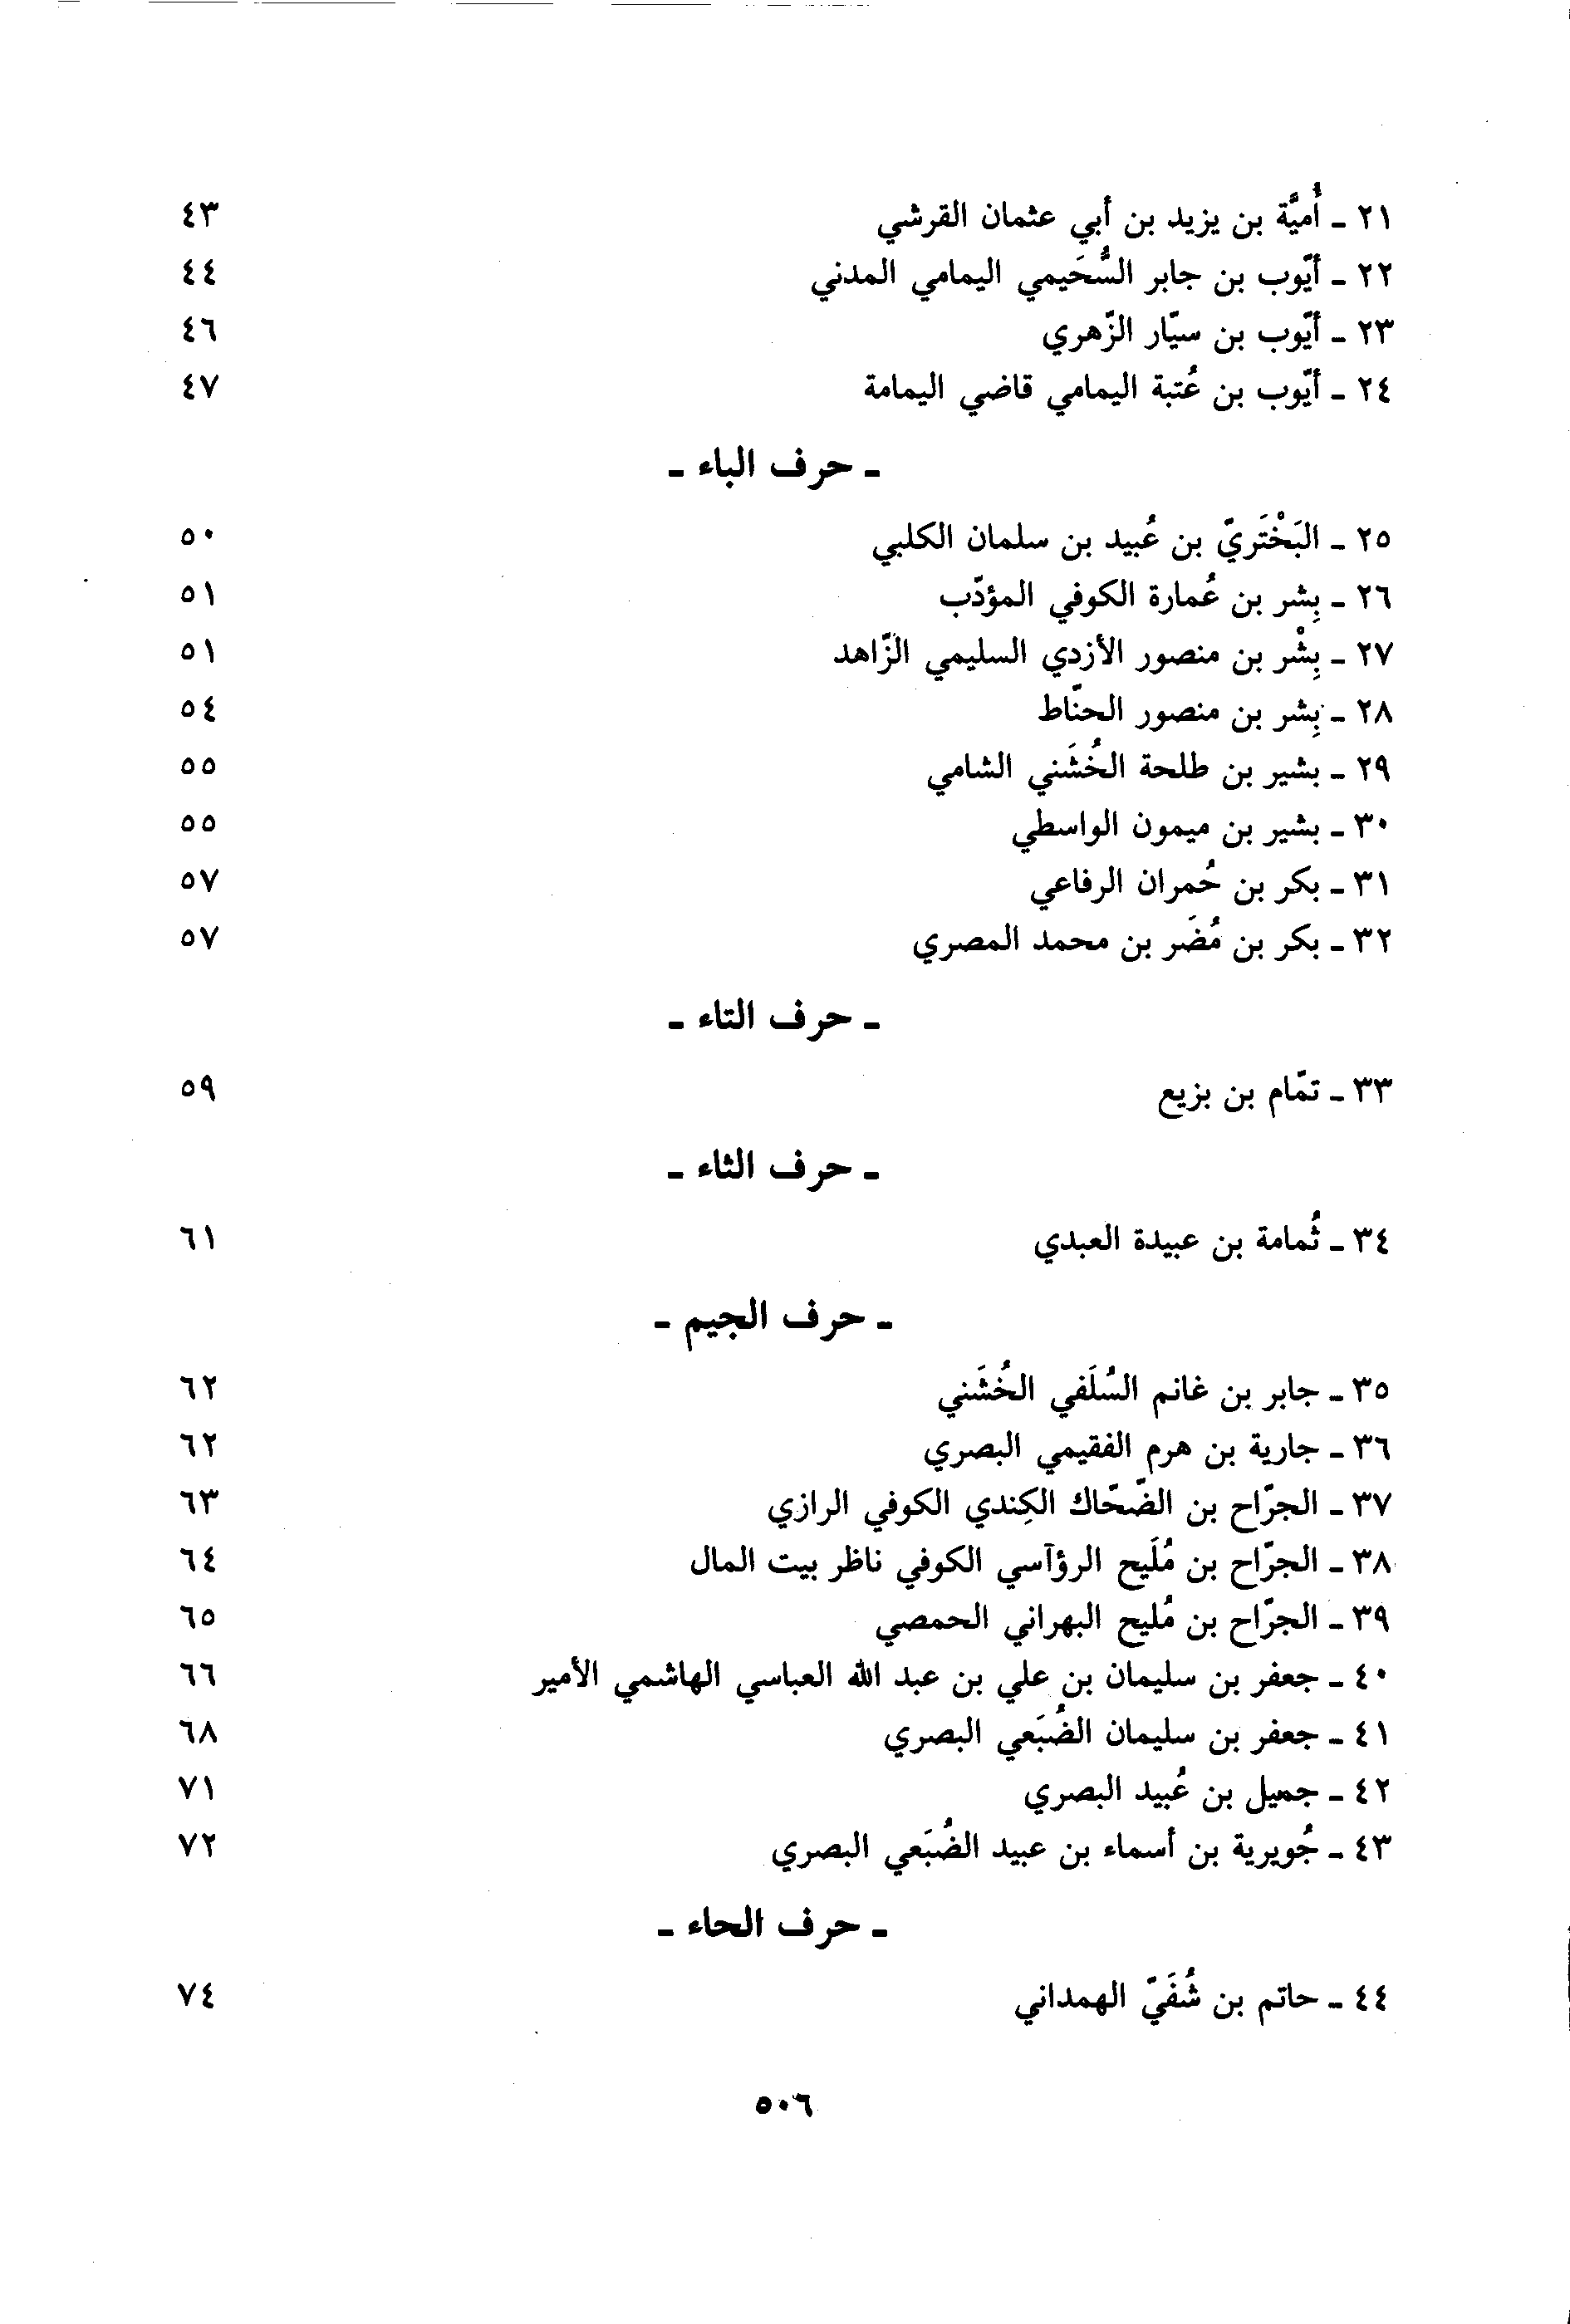 ٢١ ـ أُميَّة بن يزيد بن أبي عثمان القرشي ٤٣
٢٢ ـ أيّوب بن جابر السُّحَيمي اليمامي المدني ٤٤
٢٣ ـ أيّوب بن سيّار الزّهري ٤٦
٢٤ ـ أيّوب بن عُتبة اليمامي قاضي اليمامة ٤٧
ـ حرف الباء ـ
٢٥ ـ البَخْتَريّ بن عُبيد بن سلمان الكلبي ٥٠
٢٦ ـ بِشر بن عُمارة الكوفي المؤدّب ٥١
٢٧ ـ بِشْر بن منصور الأزدي السليمي الزّاهد ٥١
٢٨ ـ بِشر بن منصور الحنّاط ٥٤
٢٩ ـ بشير بن طلحة الخُشَني الشامي ٥٥
٣٠ ـ بشير بن ميمون الواسطي ٥٥
٣١ ـ بكر بن حُمران الرفاعي ٥٧
٣٢ ـ بكر بن مُضَر بن محمد المصري ٥٧
ـ حرف التاء ـ
٣٣ ـ تمّام بن بزيع ٥٩
ـ حرف الثاء ـ
٣٤ ـ ثُمامة بن عبيدة العبدي ٦١
ـ حرف الجيم ـ
٣٥ ـ جابر بن غانم السُلَفي الخُشَني ٦٢
٣٦ ـ جارية بن هرم الفقيمي البصري ٦٢
٣٧ ـ الجرّاح بن الضّحّاك الكِندي الكوفي الرازي ٦٣
٣٨ ـ الجرّاح بن مُلَيح الرؤآسي الكوفي ناظر بيت المال ٦٤
٣٩ ـ الجرّاح بن مُليح البهراني الحمصي ٦٥
٤٠ ـ جعفر بن سليمان بن علي بن عبد الله العباسي الهاشمي الأمير ٦٦
٤١ ـ جعفر بن سليمان الضُبَعي البصري ٦٨
٤٢ ـ جميل بن عُبيد البصري ٧١
٤٣ ـ جُويرية بن أسماء بن عبيد الضُبَعي البصري ٧٢
ـ حرف الحاء ـ
٤٤ ـ حاتم بن شُفَيّ الهمداني ٧٤
٥٠٦